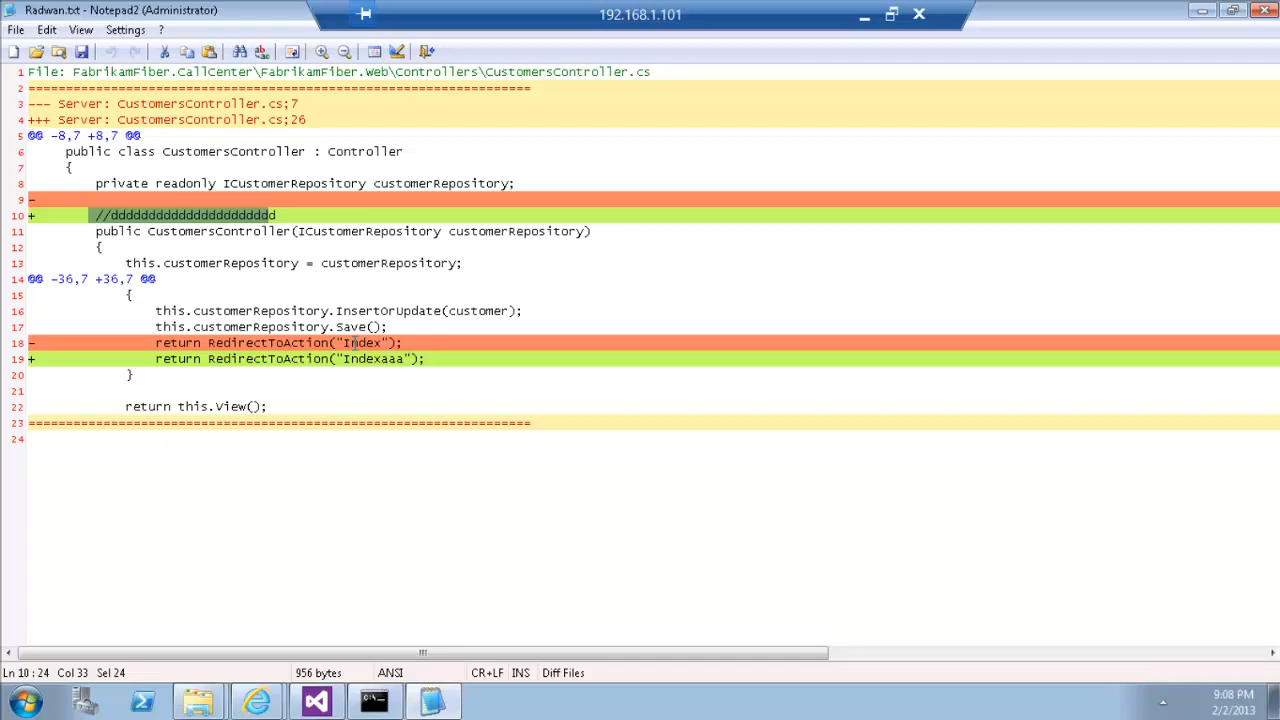 Radwan.txt - Notepad2 (Administrator)
192.168.1.101
File Edit View Settings ?
1 File: FabrikamFiber.CallCenter\FabrikamFiber.Web\Controllers\CustomersController.cs
2 ===================================================================
3 --- Server: CustomersController.cs;7
4 +++ Server: CustomersController.cs;26
5 @@ -8,7 +8,7 @@
6 public class CustomersController : Controller
7 {
8 private readonly ICustomerRepository customerRepository;
9 -
10 + //dddddddddddddddddddddd
11 public CustomersController(ICustomerRepository customerRepository)
12 {
13 this.customerRepository = customerRepository;
14 @@ -36,7 +36,7 @@
15 {
16 this.customerRepository.InsertOrUpdate(customer);
17 this.customerRepository.Save();
18 - return RedirectToAction("Index");
19 + return RedirectToAction("Indexaaa");
20 }
21
22 return this.View();
23 ===================================================================
24
Ln 10 : 24 Col 33 Sel 24 956 bytes ANSI CR+LF INS Diff Files
9:08 PM
2/2/2013